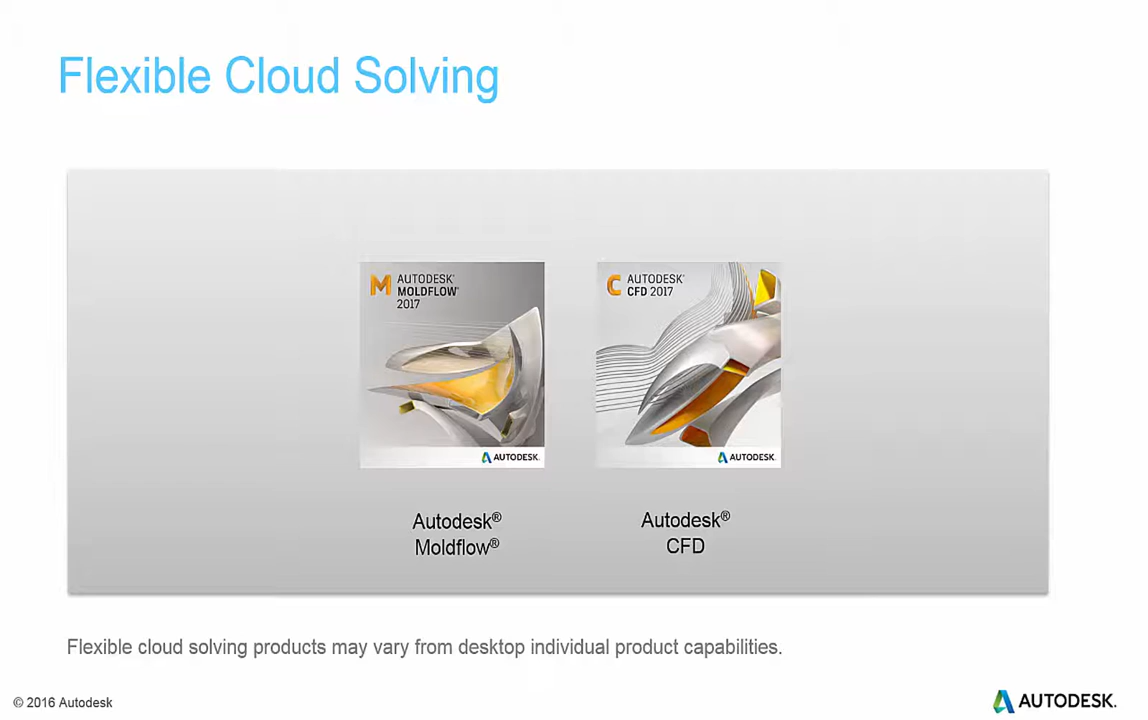 Flexible Cloud Solving
M AUTODESK®
MOLDFLOW®
2017
C AUTODESK®
CFD 2017
AUTODESK.
AUTODESK.
Autodesk®
Moldflow®
Autodesk®
CFD
Flexible cloud solving products may vary from desktop individual product capabilities.
© 2016 Autodesk
AUTODESK.